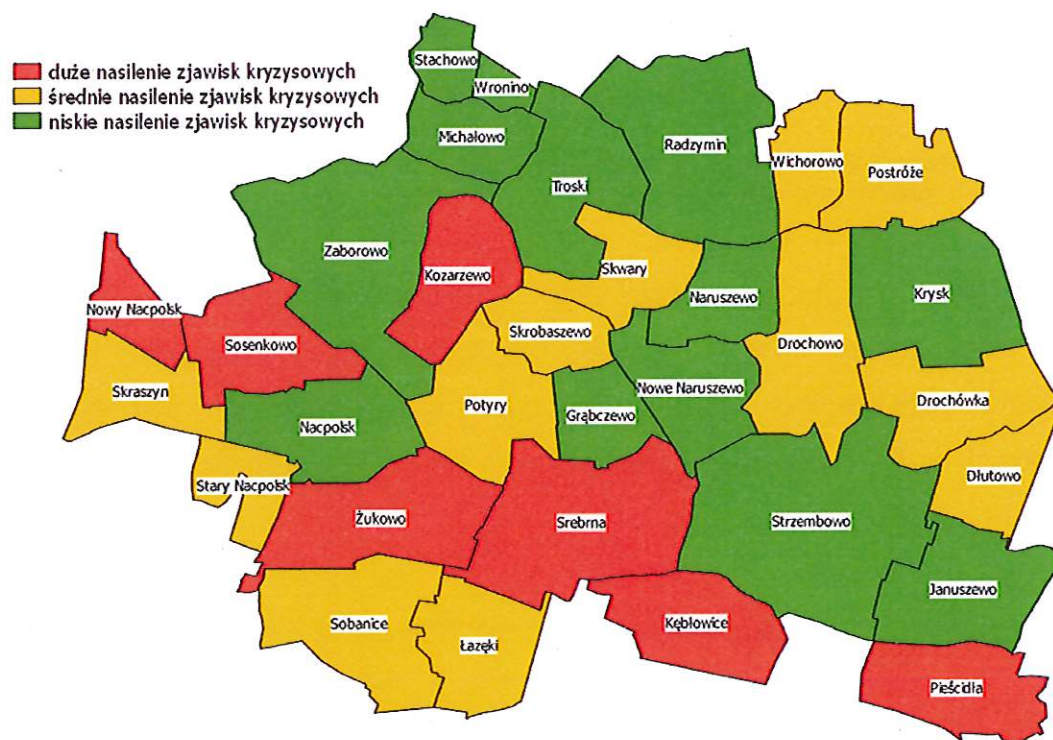 duże nasilenie zjawisk kryzysowych
średnie nasilenie zjawisk kryzysowych
niskie nasilenie zjawisk kryzysowych
Stachowo
Wronino
Michałowo
Radzymin
Wichorowo
Postróże
Troski
Zaborowo
Kozarzewo
Skwary
Nowy Nacpolsk
Sosenkowo
Naruszewo
Krysk
Skrobaszewo
Drochowo
Skraszyn
Potyry
Grąbczewo
Nowe Naruszewo
Drochówka
Nacpolsk
Stary Nacpolsk
Dłutowo
Żukowo
Srebrna
Strzembowo
Januszewo
Sobanice
Łazęki
Kębłowice
Pieścidła